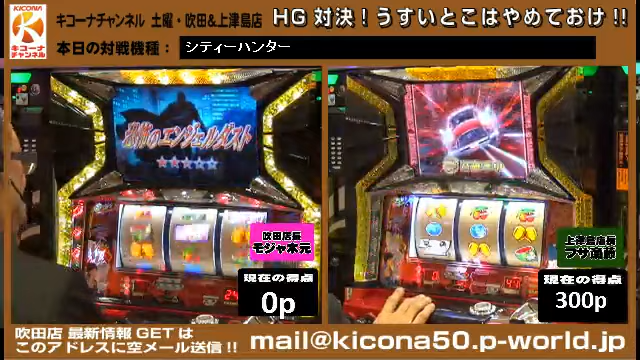 KICONA
キコーナ
チャンネル
キコーナチャンネル 土曜・吹田&上津島店
HG対決!うすいとこはやめておけ!!
本日の対戦機種:
シティーハンター
恐怖のエンジェルダスト
吹田店長
モジャ木元
現在の得点
0p
上津島店長
現在の得点
300p
吹田店 最新情報 GETは
このアドレスに空メール送信!!
mail@kicona50.p-world.jp